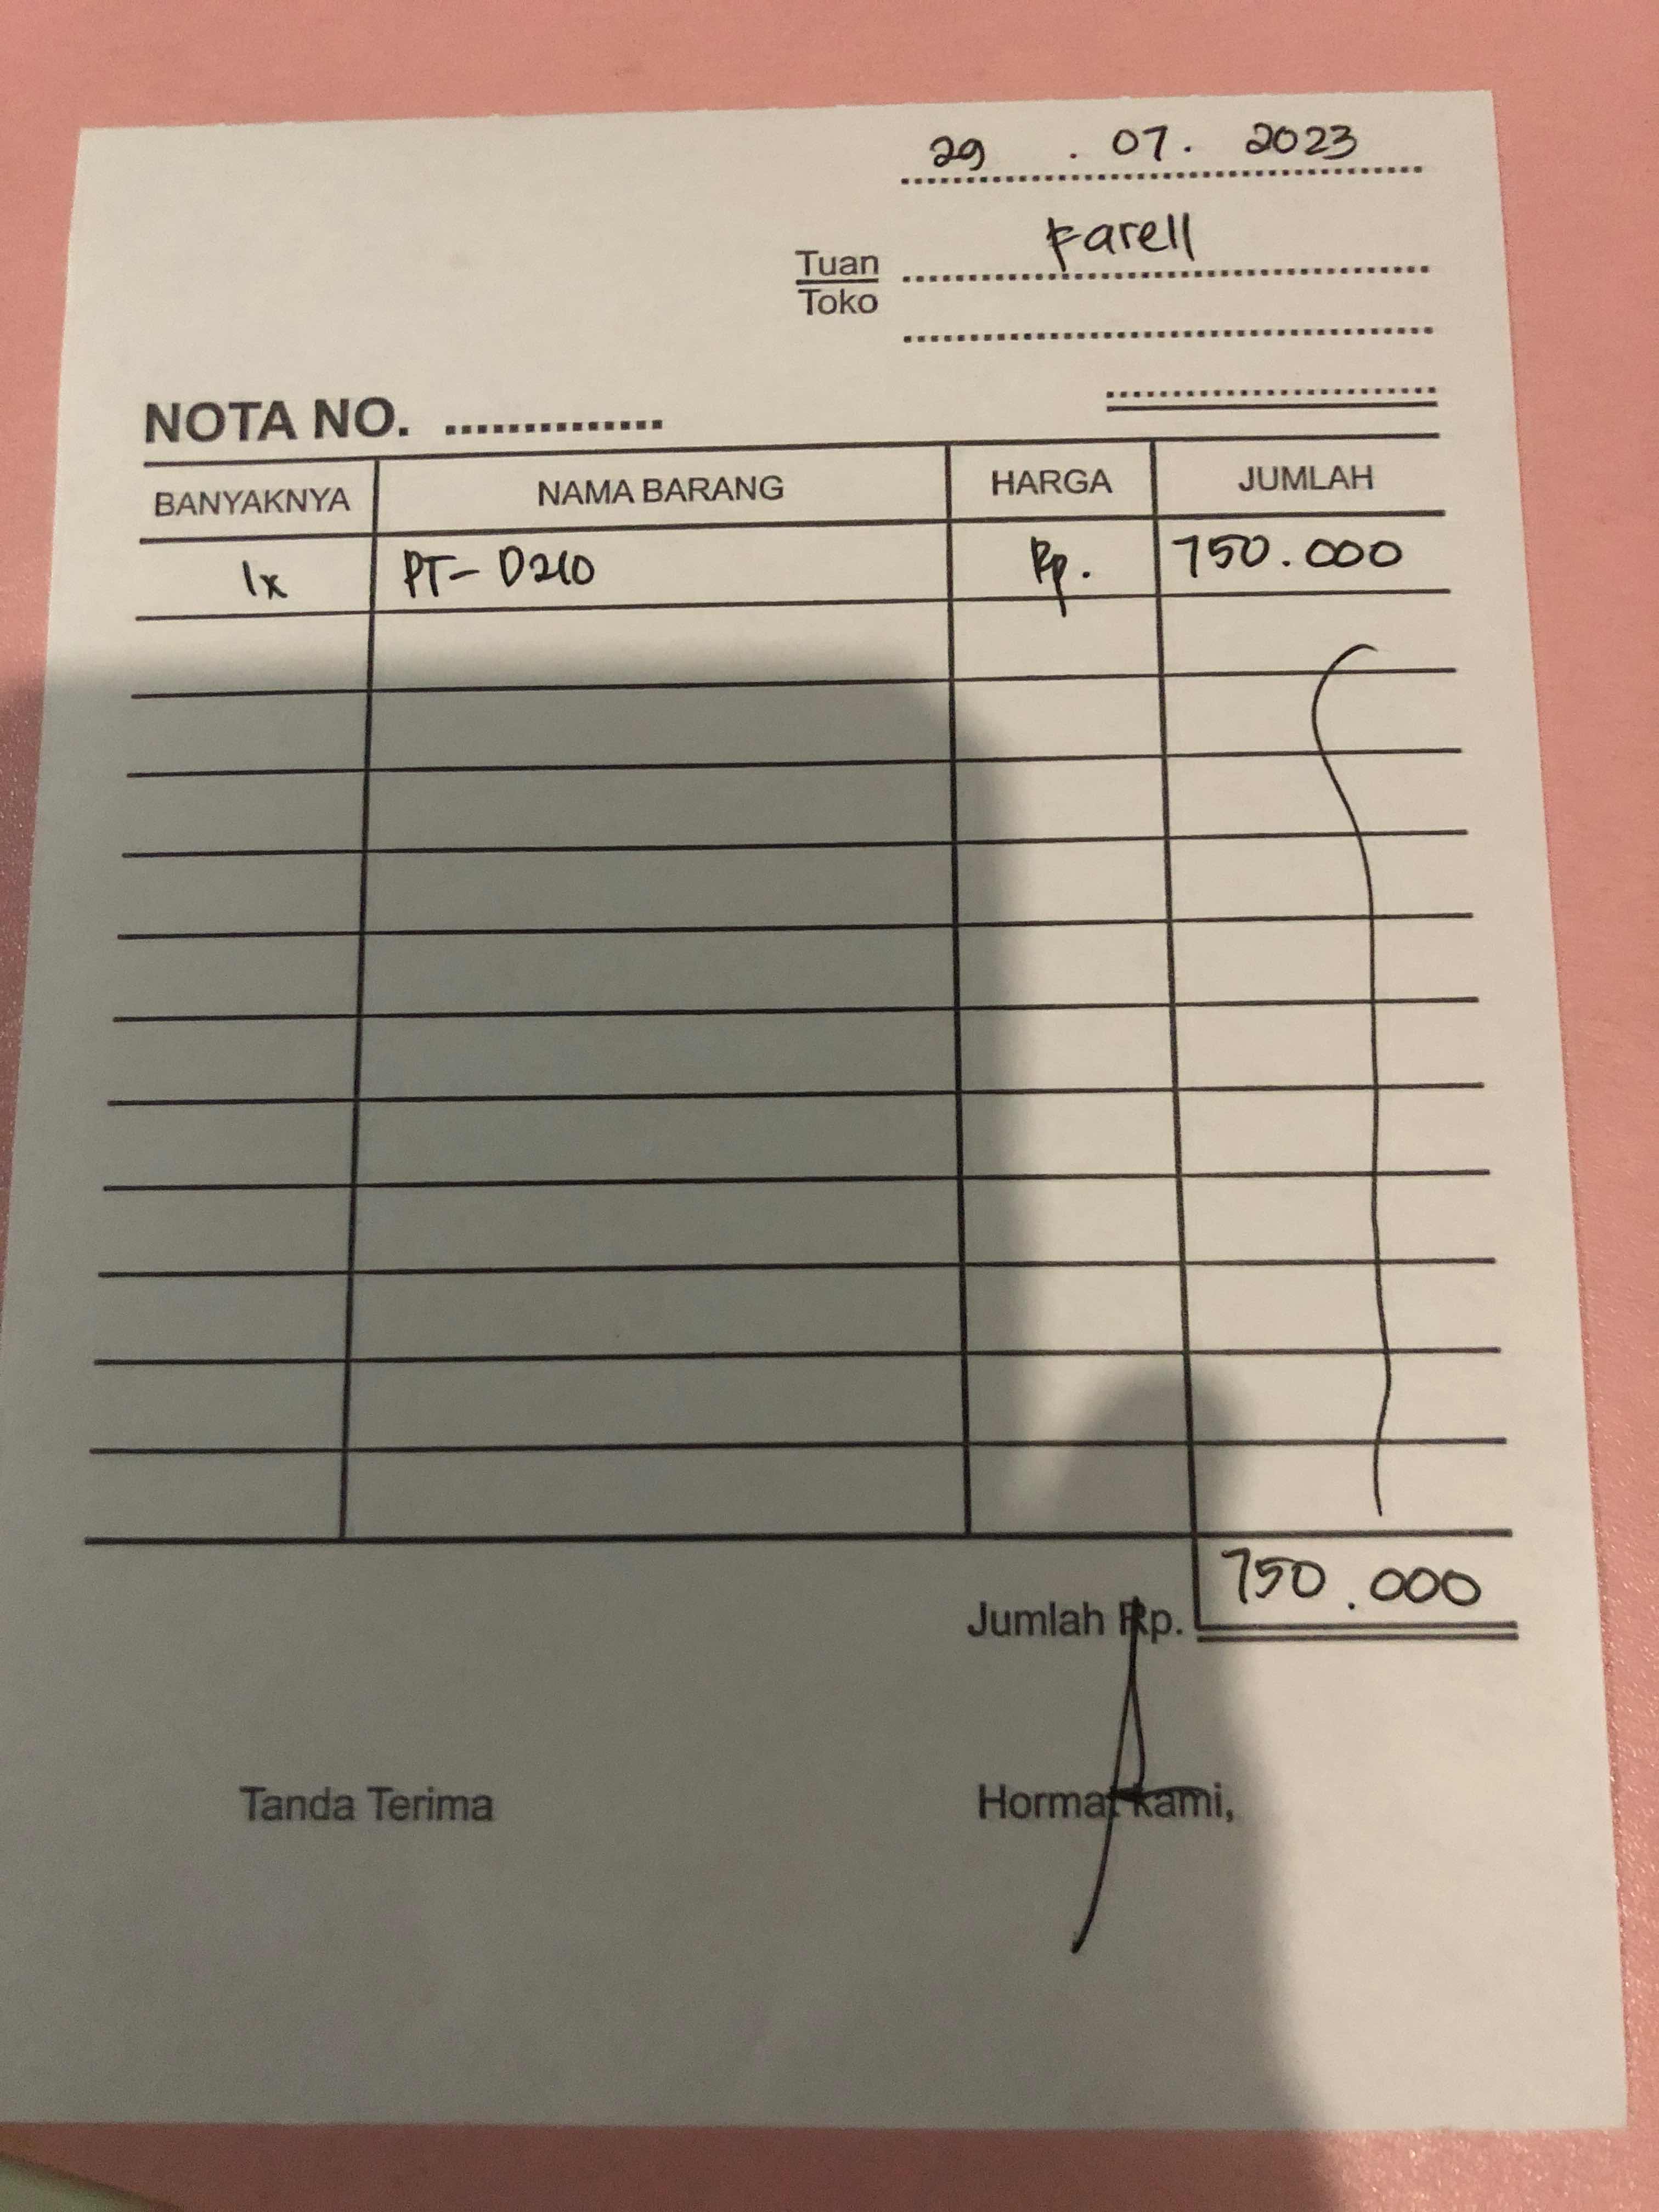 29 . 07 . 2023
Tuan Farell
Toko
NOTA NO. ..............
BANYAKNYA NAMA BARANG HARGA JUMLAH
1x PT-D210 Rp. 750.000
Jumlah Rp. 750.000
Tanda Terima Hormat kami,